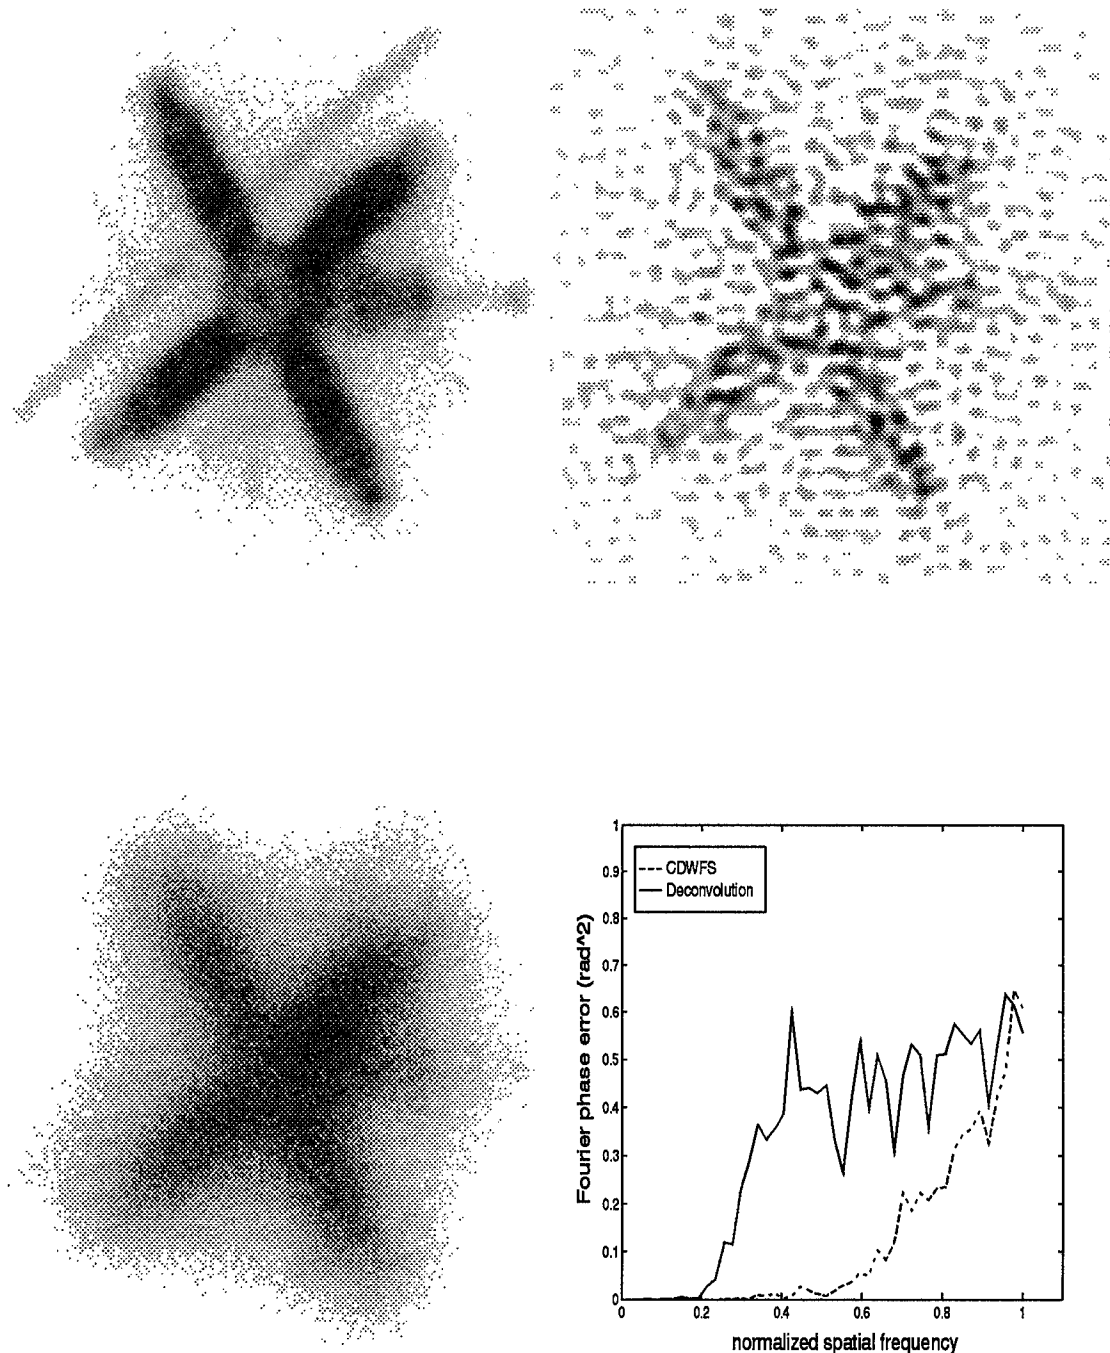 1
0.9
0.8
0.7
0.6
0.5
0.4
0.3
0.2
0.1
0
CDWFS
Deconvolution
Fourier phase error (rad^2)
0 0.2 0.4 0.6 0.8 1
normalized spatial frequency